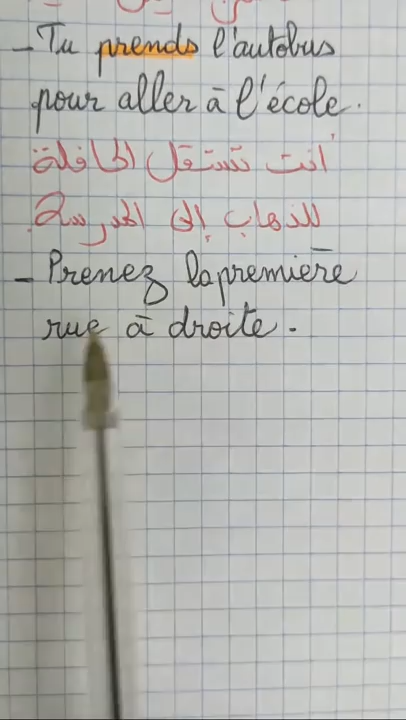 - Tu prends l'autobus
pour aller à l'école.
أنت تستقل الحافلة
للذهاب إلى المدرسة.
- Prenez la première
rue à droite.